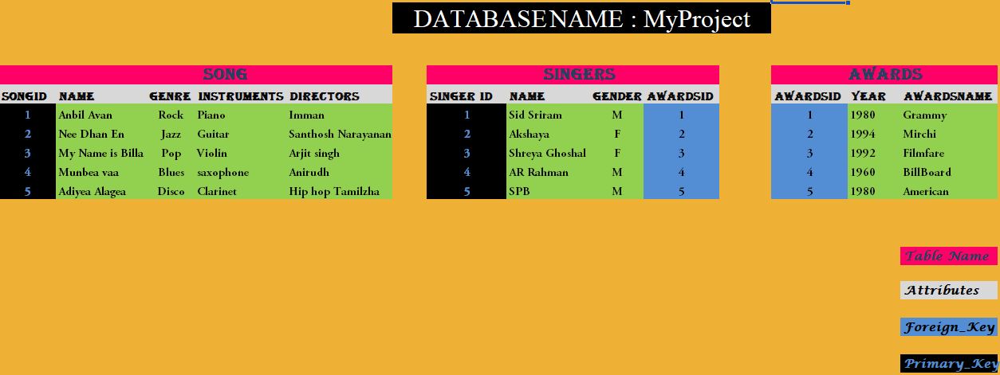 DATABASE NAME : MyProject
SONG
SONGID NAME GENRE INSTRUMENTS DIRECTORS
1 Anbil Avan Rock Piano Imman
2 Nee Dhan En Jazz Guitar Santhosh Narayanan
3 My Name is Billa Pop Violin Arjit singh
4 Munbea vaa Blues saxophone Anirudh
5 Adiyea Alagea Disco Clarinet Hip hop Tamilzha
SINGERS
SINGER ID NAME GENDER AWARDSID
1 Sid Sriram M 1
2 Akshaya F 2
3 Shreya Ghoshal F 3
4 AR Rahman M 4
5 SPB M 5
AWARDS
AWARDSID YEAR AWARDSNAME
1 1980 Grammy
2 1994 Mirchi
3 1992 Filmfare
4 1960 BillBoard
5 1980 American
Table Name
Attributes
Foreign_Key
Primary_Key